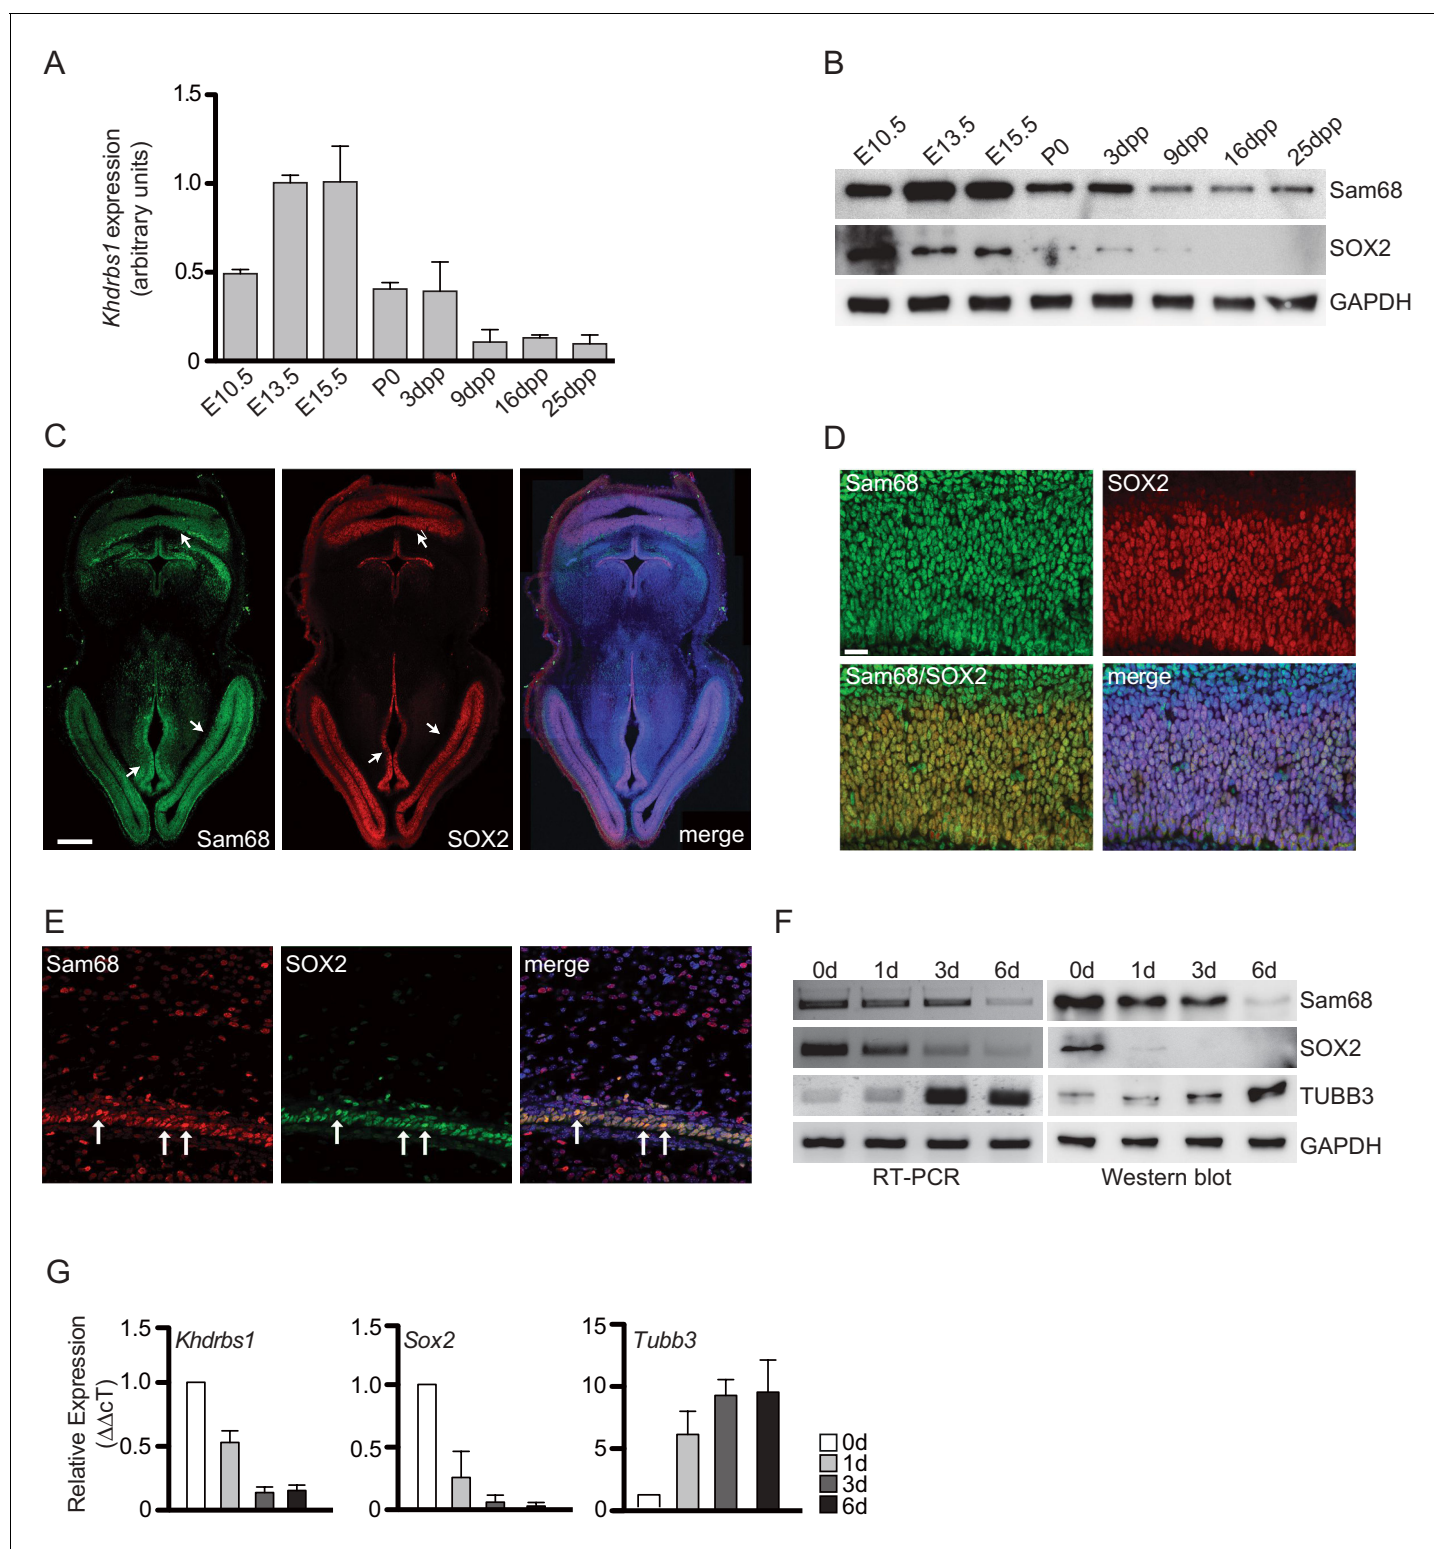 A
1.5
1.0
0.5
0
Khdrbs1 expression
(arbitrary units)
E10.5
E13.5
E15.5
P0
3dpp
9dpp
16dpp
25dpp
B
E10.5
E13.5
E15.5
P0
3dpp
9dpp
16dpp
25dpp
Sam68
SOX2
GAPDH
C
Sam68
SOX2
merge
D
Sam68
SOX2
Sam68/SOX2
merge
E
Sam68
SOX2
merge
F
0d 1d 3d 6d
0d 1d 3d 6d
Sam68
SOX2
TUBB3
GAPDH
RT-PCR
Western blot
G
Relative Expression
(ΔΔcT)
1.5
1.0
0.5
0
Khdrbs1
1.5
1.0
0.5
0
Sox2
15
10
5
0
Tubb3
0d
1d
3d
6d